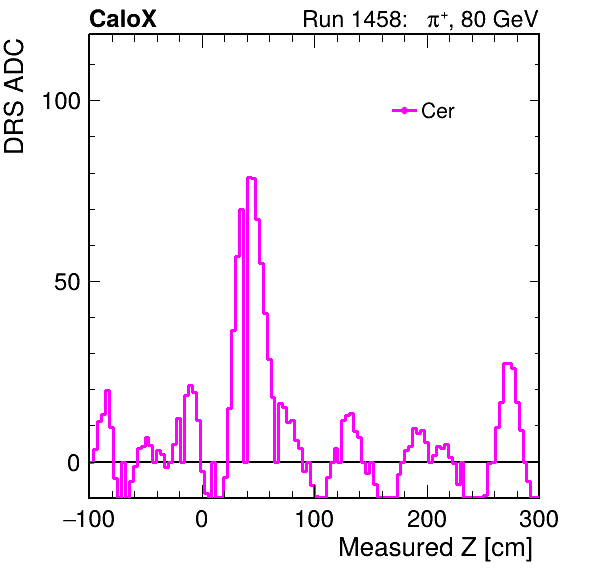 CaloX Run 1458: π⁺, 80 GeV
DRS ADC
Cer
100
50
0
−100 0 100 200 300
Measured Z [cm]